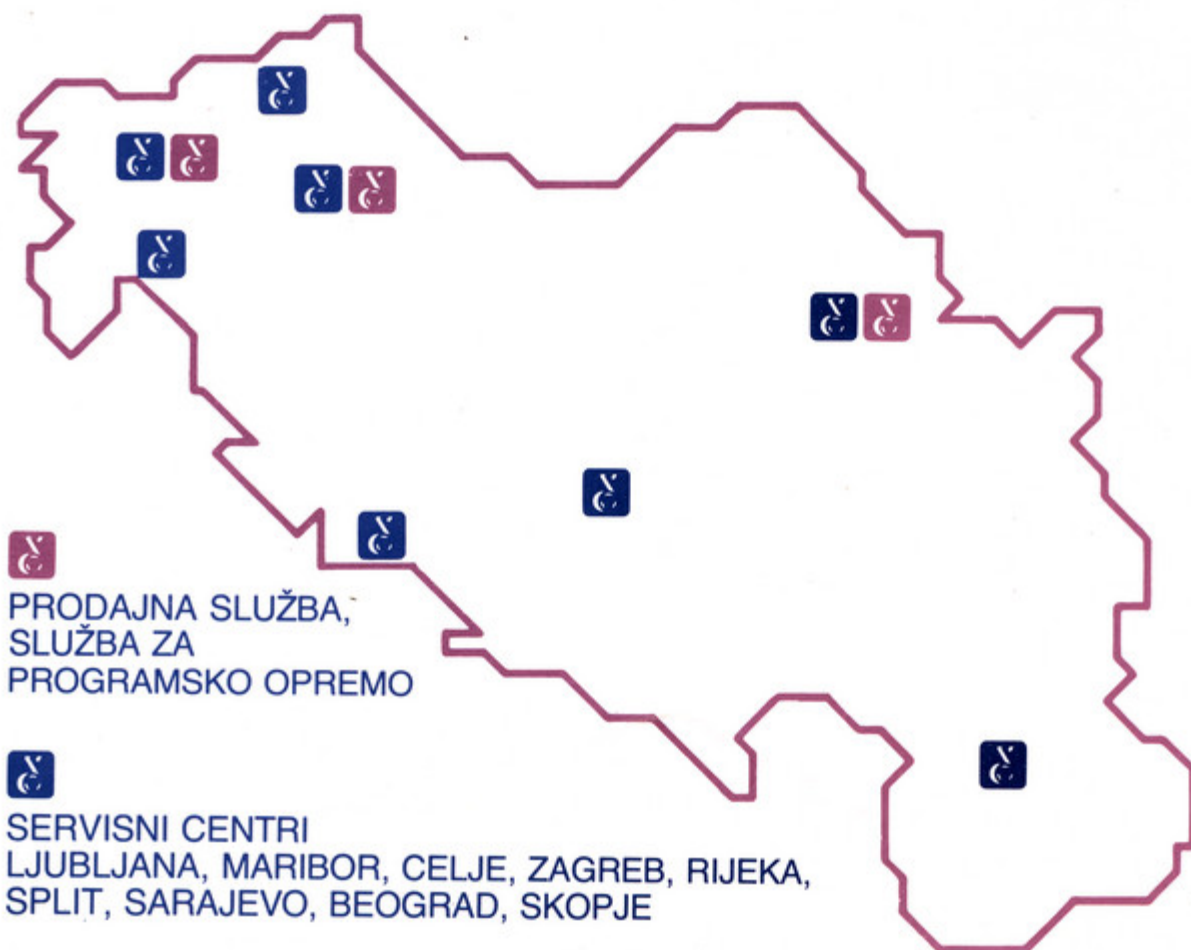 PRODAJNA SLUŽBA,
SLUŽBA ZA
PROGRAMSKO OPREMO
SERVISNI CENTRI
LJUBLJANA, MARIBOR, CELJE, ZAGREB, RIJEKA,
SPLIT, SARAJEVO, BEOGRAD, SKOPJE